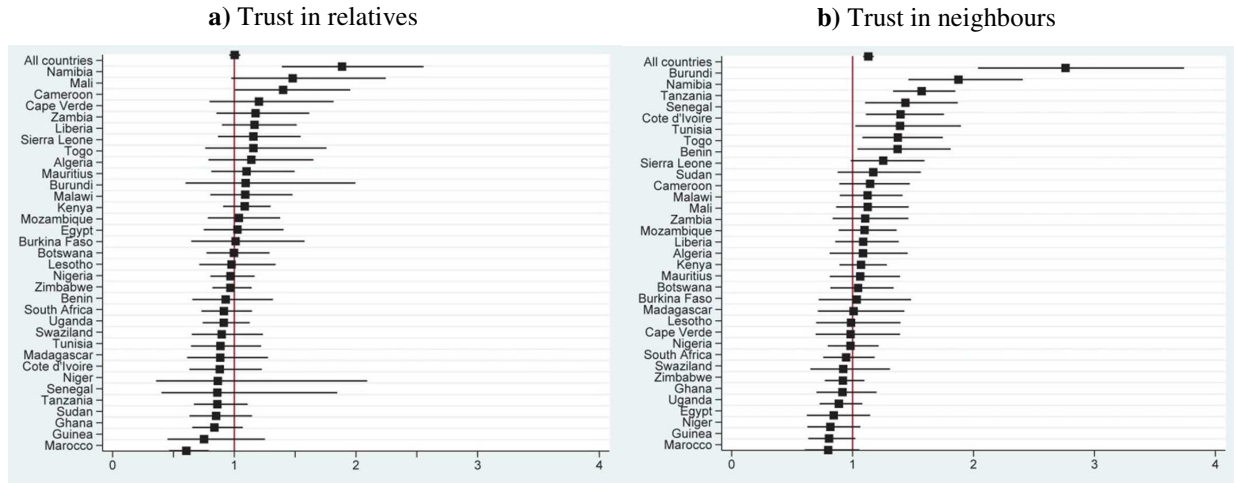 a) Trust in relatives
All countries
Namibia
Mali
Cameroon
Cape Verde
Zambia
Liberia
Sierra Leone
Togo
Algeria
Mauritius
Burundi
Malawi
Kenya
Mozambique
Egypt
Burkina Faso
Botswana
Lesotho
Nigeria
Zimbabwe
Benin
South Africa
Uganda
Swaziland
Tunisia
Madagascar
Cote d'Ivoire
Niger
Senegal
Tanzania
Sudan
Ghana
Guinea
Marocco
0 1 2 3 4
b) Trust in neighbours
All countries
Burundi
Namibia
Tanzania
Senegal
Cote d'Ivoire
Tunisia
Togo
Benin
Sierra Leone
Sudan
Cameroon
Malawi
Mali
Zambia
Mozambique
Liberia
Algeria
Kenya
Mauritius
Botswana
Burkina Faso
Madagascar
Lesotho
Cape Verde
Nigeria
South Africa
Swaziland
Zimbabwe
Ghana
Uganda
Egypt
Niger
Guinea
Marocco
0 1 2 3 4